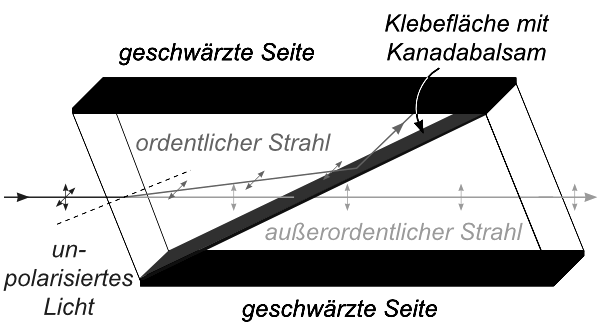 Klebefläche mit
Kanadabalsam
geschwärzte Seite
ordentlicher Strahl
außerordentlicher Strahl
un-
polarisiertes
Licht
geschwärzte Seite